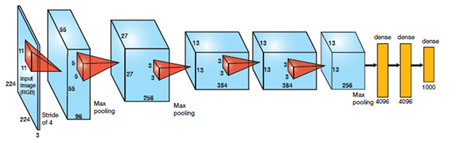 224
11
11
Input
image
(RGB)
224
3
Stride
of 4
55
5
5
55
96
Max
pooling
27
3
3
27
256
Max
pooling
13
3
3
13
384
13
3
3
13
384
13
13
256
Max
pooling
dense
4096
dense
4096
dense
1000